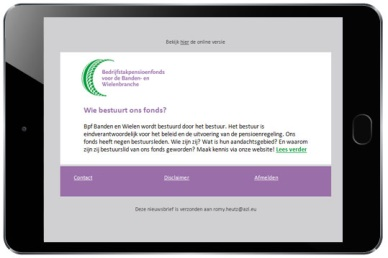 Bekijk hier de online versie
Bedrijfstakpensioenfonds
voor de Banden- en
Wielenbranche
Wie bestuurt ons fonds?
Bpf Banden en Wielen wordt bestuurd door het bestuur. Het bestuur is
eindverantwoordelijk voor het beleid en de uitvoering van de pensioenregeling. Ons
fonds heeft negen bestuursleden. Wie zijn zij? Wat is hun aandachtsgebied? En waarom
zijn zij bestuurslid van ons fonds geworden? Maak kennis via onze website! Lees verder
Contact Disclaimer Afmelden
Deze nieuwsbrief is verzonden aan romy.heutz@azl.eu